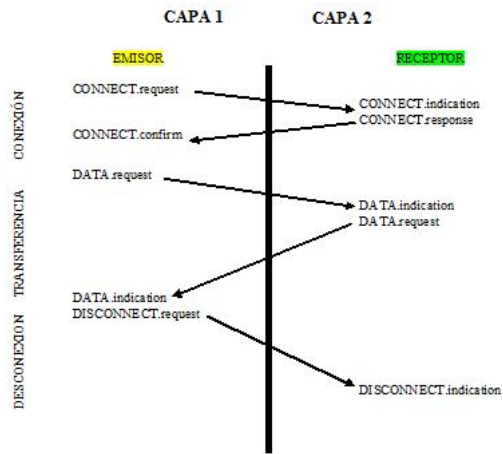 CAPA 1
CAPA 2
EMISOR
RECEPTOR
CONEXIÓN
CONNECT.request
CONNECT.indication
CONNECT.response
CONNECT.confirm
TRANSFERENCIA
DATA.request
DATA.indication
DATA.request
DATA.indication
DESCONEXION
DISCONNECT.request
DISCONNECT.indication